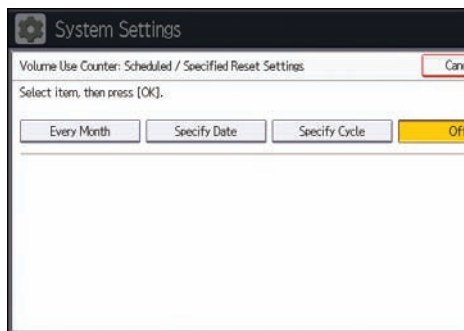 System Settings
Volume Use Counter: Scheduled / Specified Reset Settings
Select item, then press [OK].
Every Month Specify Date Specify Cycle